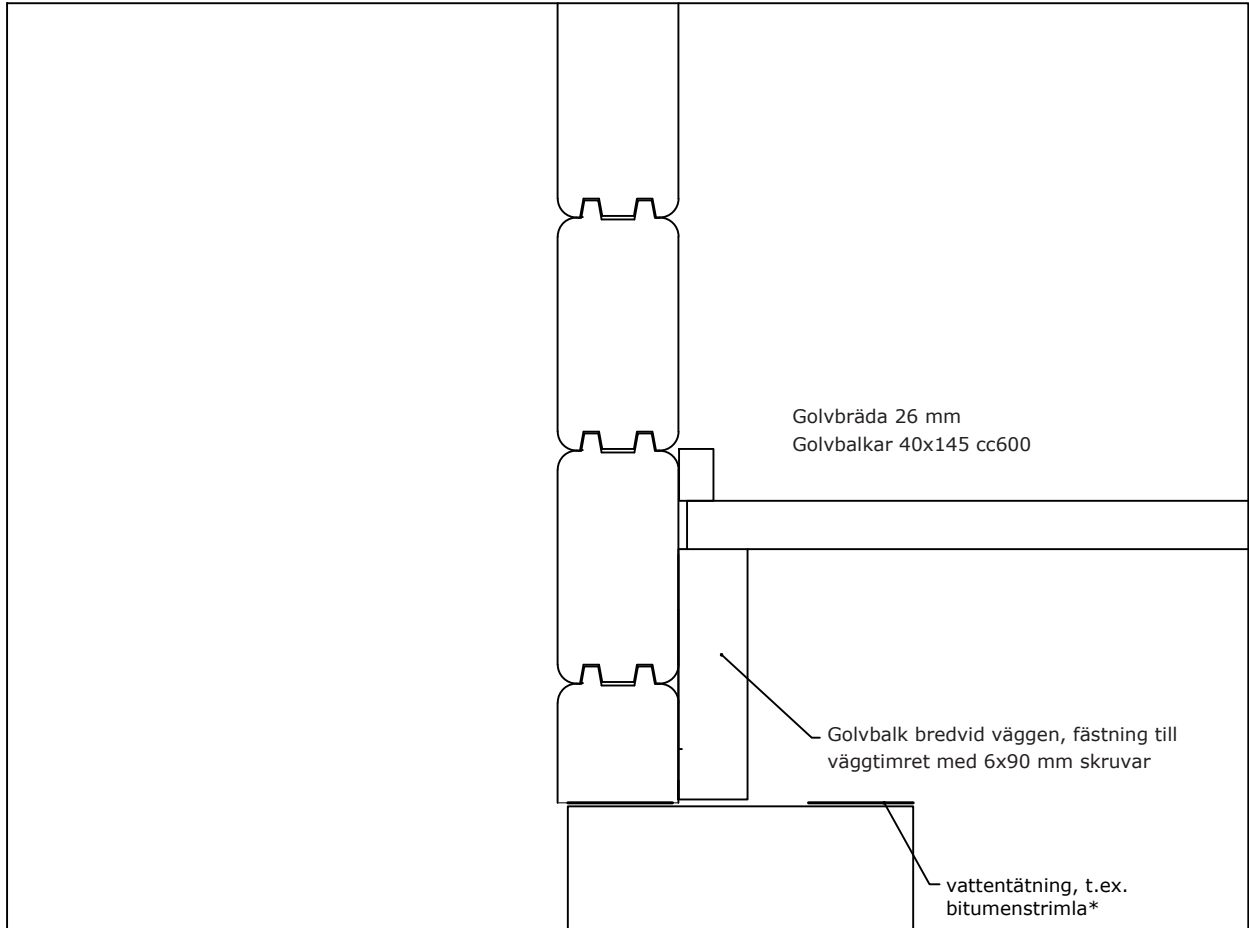 Golvbräda 26 mm
Golvbalkar 40x145 cc600
Golvbalk bredvid väggen, fästning till
väggtimret med 6x90 mm skruvar
vattentätning, t.ex.
bitumenstrimla*